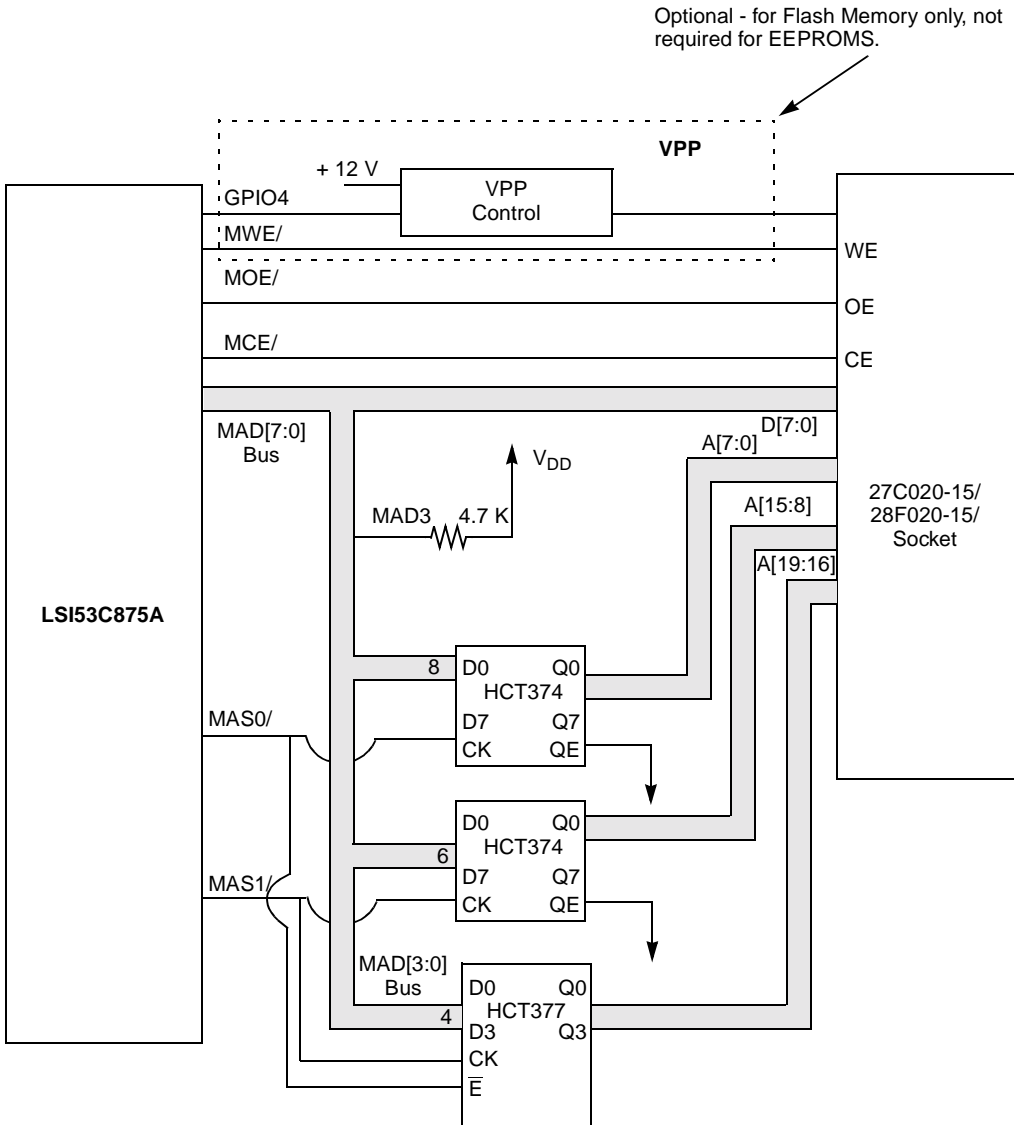 Optional - for Flash Memory only, not
required for EEPROMS.
VPP
+ 12 V
VPP
Control
GPIO4
MWE/
WE
MOE/
OE
MCE/
CE
MAD[7:0]
Bus
D[7:0]
A[7:0]
VDD
A[15:8]
27C020-15/
28F020-15/
Socket
MAD3 4.7 K
A[19:16]
LSI53C875A
8 D0 Q0
HCT374
D7 Q7
CK QE
MAS0/
D0 Q0
HCT374
6
D7 Q7
CK QE
MAS1/
MAD[3:0]
Bus
D0 Q0
HCT377
4
D3 Q3
CK
E̅